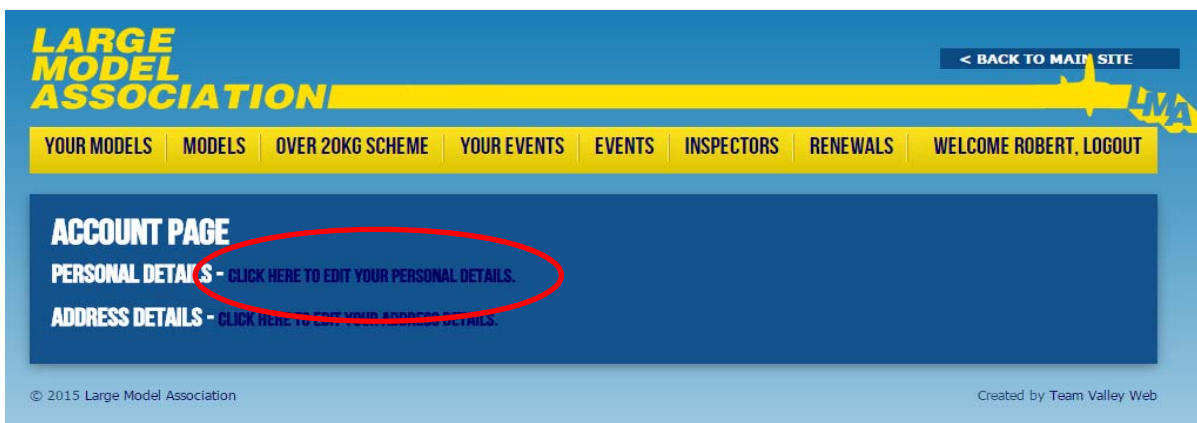 LARGE
MODEL
ASSOCIATION
< BACK TO MAIN SITE
LMA
YOUR MODELS MODELS OVER 20KG SCHEME YOUR EVENTS EVENTS INSPECTORS RENEWALS WELCOME ROBERT, LOGOUT
ACCOUNT PAGE
PERSONAL DETAILS - CLICK HERE TO EDIT YOUR PERSONAL DETAILS.
ADDRESS DETAILS - CLICK HERE TO EDIT YOUR ADDRESS DETAILS.
© 2015 Large Model Association
Created by Team Valley Web